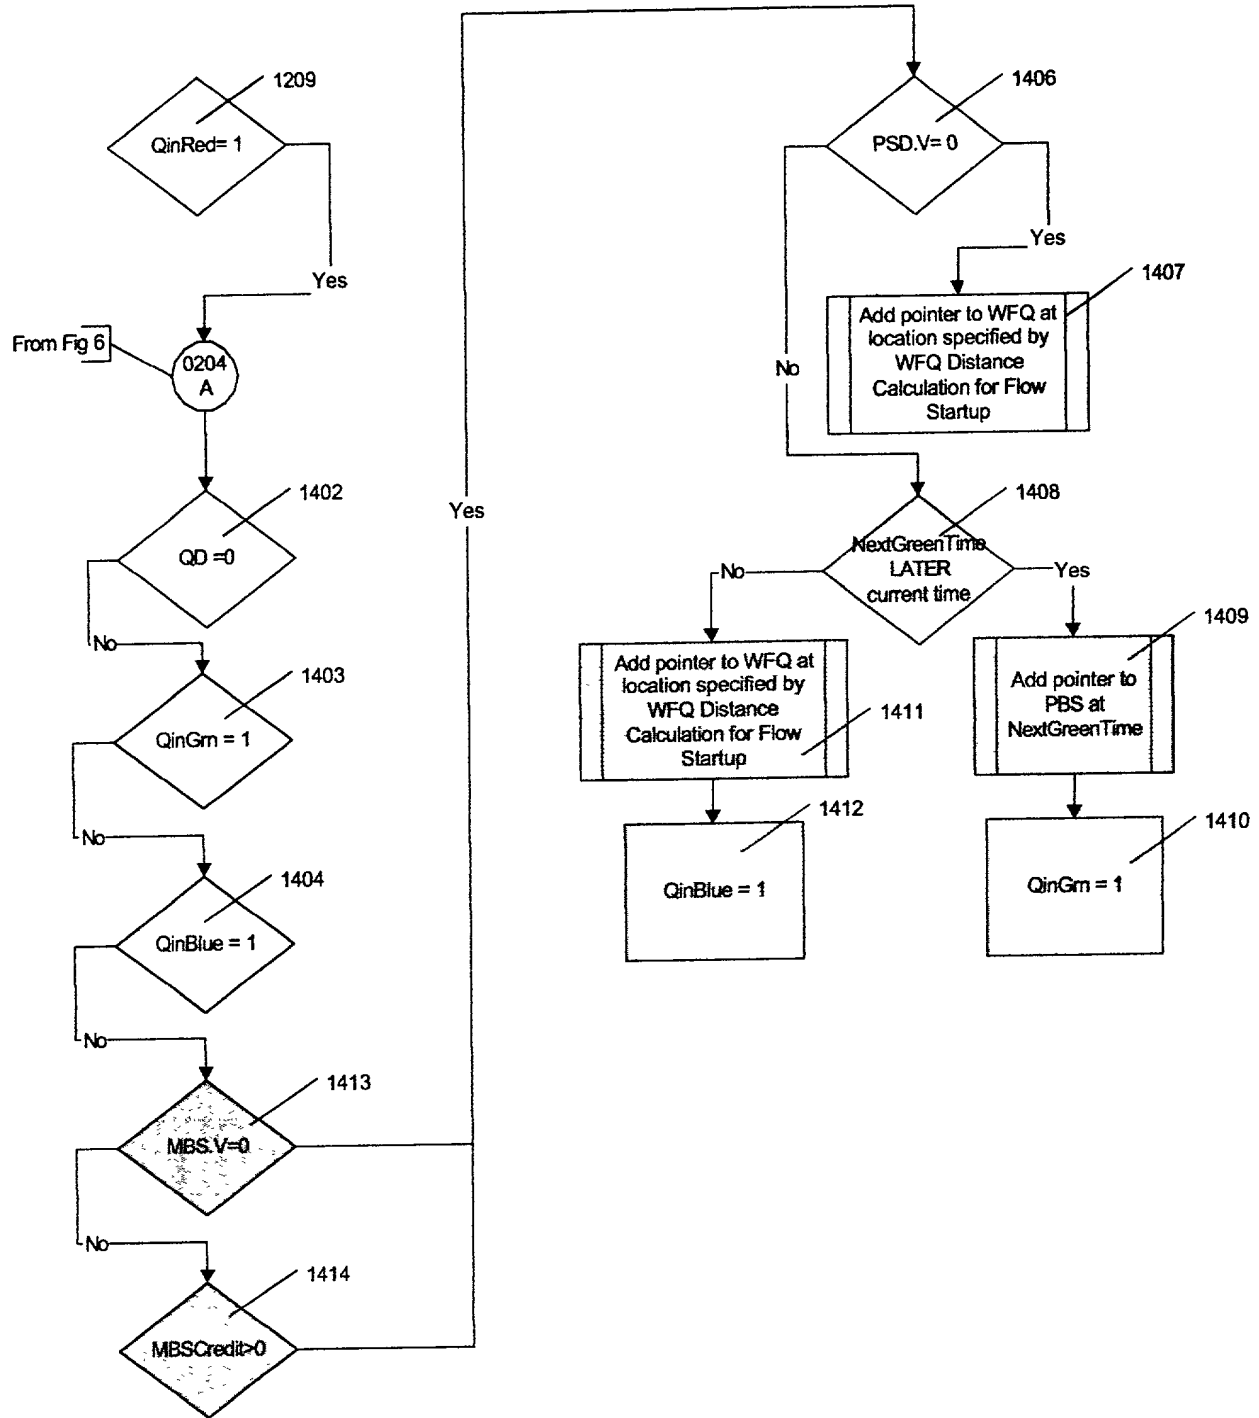 1209
QinRed= 1
Yes
From Fig 6
0204
A
1402
QD =0
No
1403
QinGrn = 1
No
1404
QinBlue = 1
No
1413
MBS.V=0
No
1414
MBSCredit>0
Yes
1406
PSD.V= 0
Yes
1407
Add pointer to WFQ at
location specified by
WFQ Distance
Calculation for Flow
Startup
No
1408
NextGreenTime
LATER
current time
No
Yes
1409
Add pointer to WFQ at
location specified by
WFQ Distance
Calculation for Flow
Startup
1411
Add pointer to
PBS at
NextGreenTime
1412
QinBlue = 1
1410
QinGrn = 1